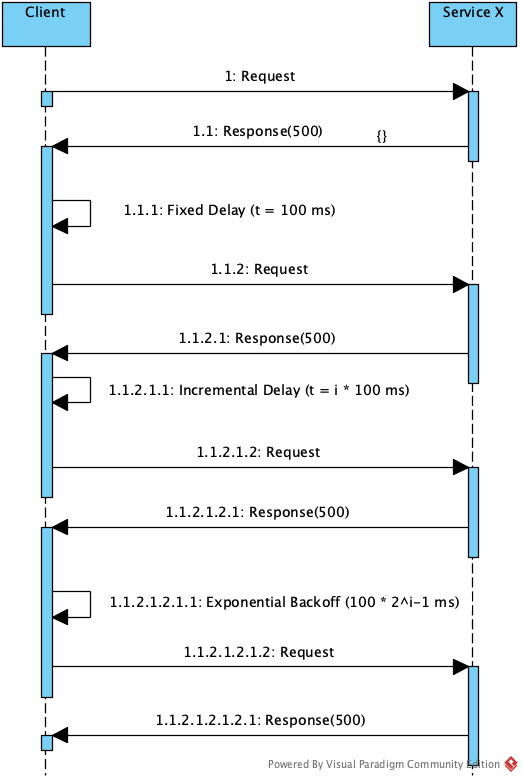 Client
Service X
1: Request
1.1: Response(500)
{}
1.1.1: Fixed Delay (t = 100 ms)
1.1.2: Request
1.1.2.1: Response(500)
1.1.2.1.1: Incremental Delay (t = i * 100 ms)
1.1.2.1.2: Request
1.1.2.1.2.1: Response(500)
1.1.2.1.2.1.1: Exponential Backoff (100 * 2^i-1 ms)
1.1.2.1.2.1.2: Request
1.1.2.1.2.1.2.1: Response(500)
Powered By Visual Paradigm Community Edition